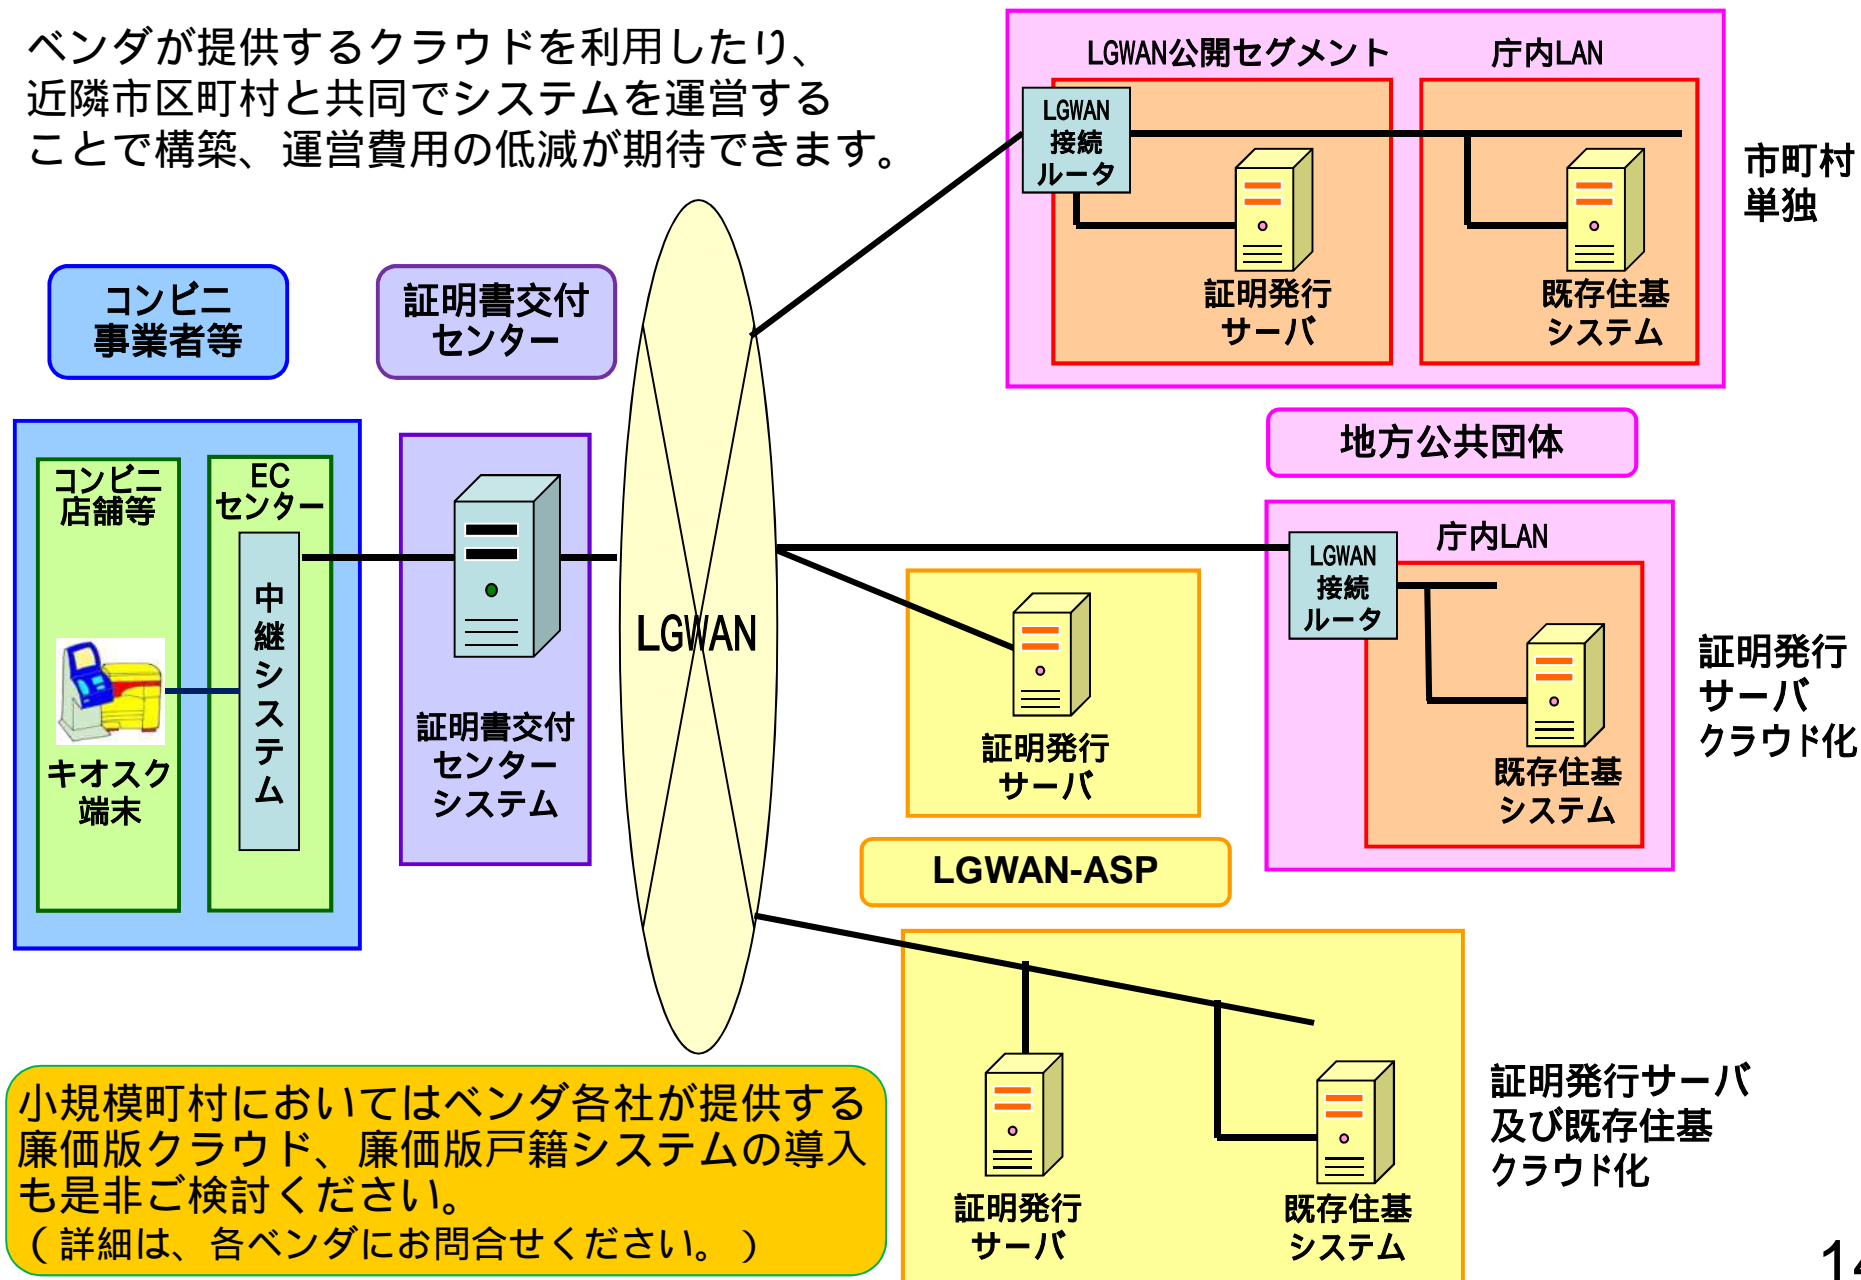 ベンダが提供するクラウドを利用したり、
近隣市区町村と共同でシステムを運営する
ことで構築、運営費用の低減が期待できます。
LGWAN公開セグメント
庁内LAN
LGWAN
接続
ルータ
証明発行
サーバ
既存住基
システム
市町村
単独
コンビニ
事業者等
証明書交付
センター
地方公共団体
コンビニ
店舗等
EC
センター
中継システム
キオスク
端末
証明書交付
センター
システム
LGWAN
庁内LAN
LGWAN
接続
ルータ
証明発行
サーバ
既存住基
システム
証明発行
サーバ
クラウド化
LGWAN-ASP
証明発行
サーバ
既存住基
システム
証明発行サーバ
及び既存住基
クラウド化
小規模町村においてはベンダ各社が提供する
廉価版クラウド、廉価版戸籍システムの導入
も是非ご検討ください。
（詳細は、各ベンダにお問合せください。）
14